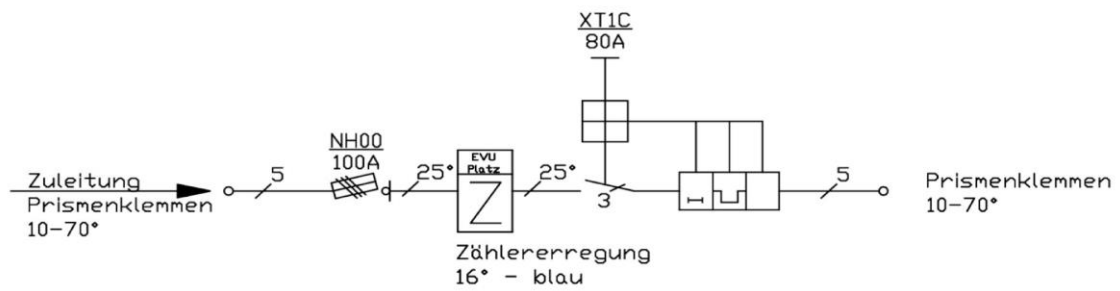 XT1C
80A
NH00
100A
Zuleitung
Prismenklemmen
10-70°
5
25°
EVU
Platz
Z
25°
3
I
5
Prismenklemmen
10-70°
Zählererregung
16° - blau